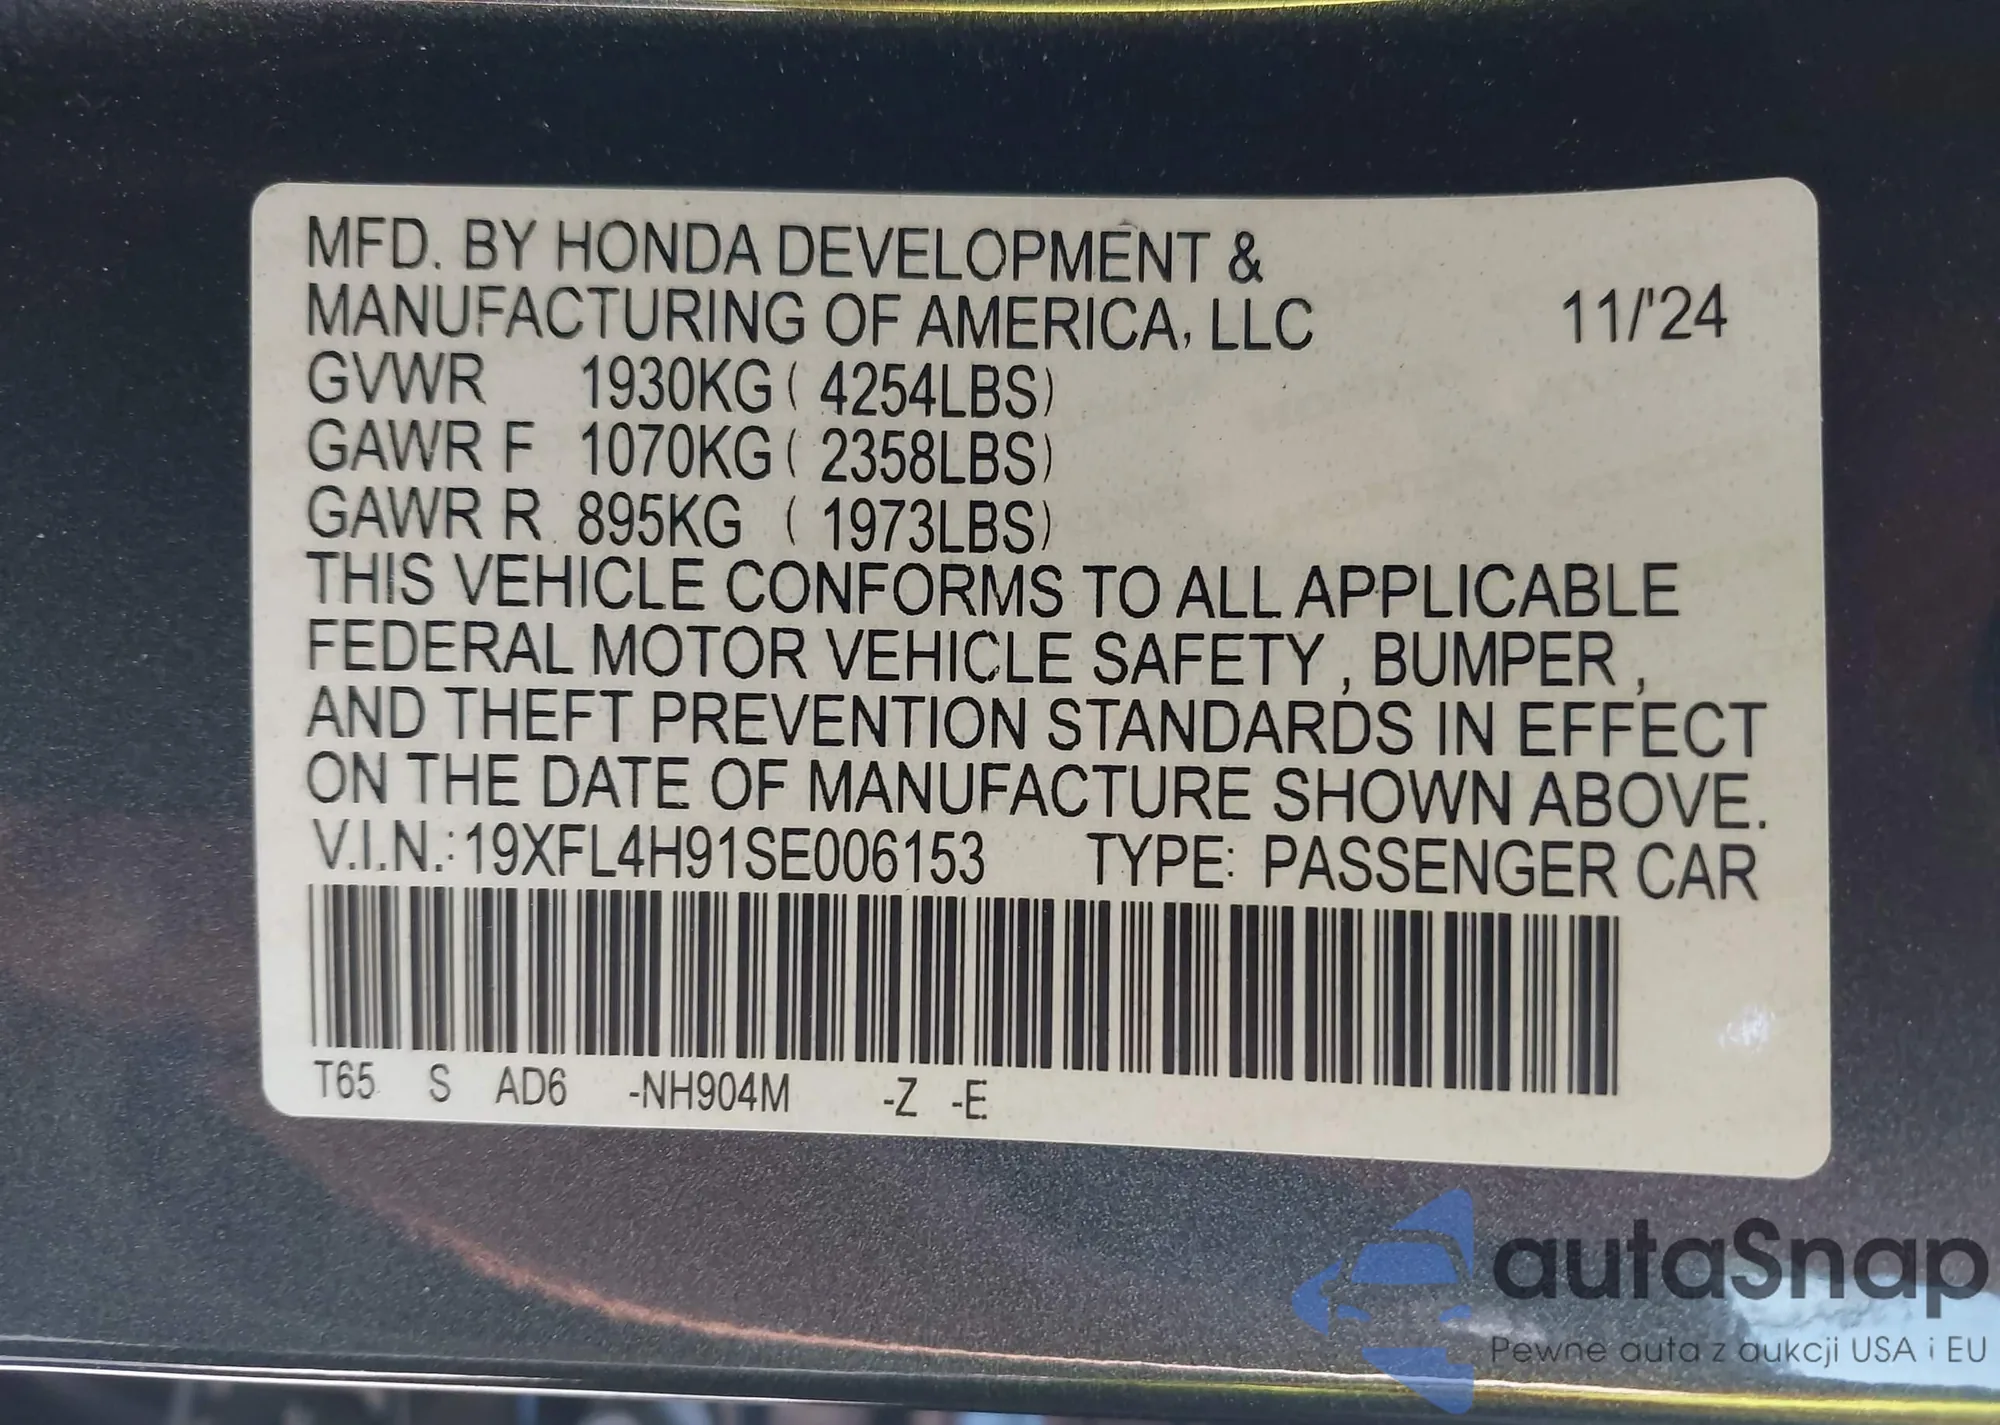 MFD. BY HONDA DEVELOPMENT &
MANUFACTURING OF AMERICA, LLC 11/'24
GVWR 1930KG ( 4254LBS)
GAWR F 1070KG ( 2358LBS)
GAWR R 895KG ( 1973LBS)
THIS VEHICLE CONFORMS TO ALL APPLICABLE
FEDERAL MOTOR VEHICLE SAFETY , BUMPER ,
AND THEFT PREVENTION STANDARDS IN EFFECT
ON THE DATE OF MANUFACTURE SHOWN ABOVE.
V.I.N.: 19XFL4H91SE006153 TYPE: PASSENGER CAR
T65 S AD6 -NH904M -Z -E
autaSnap
Pewne auta z aukcji USA i EU